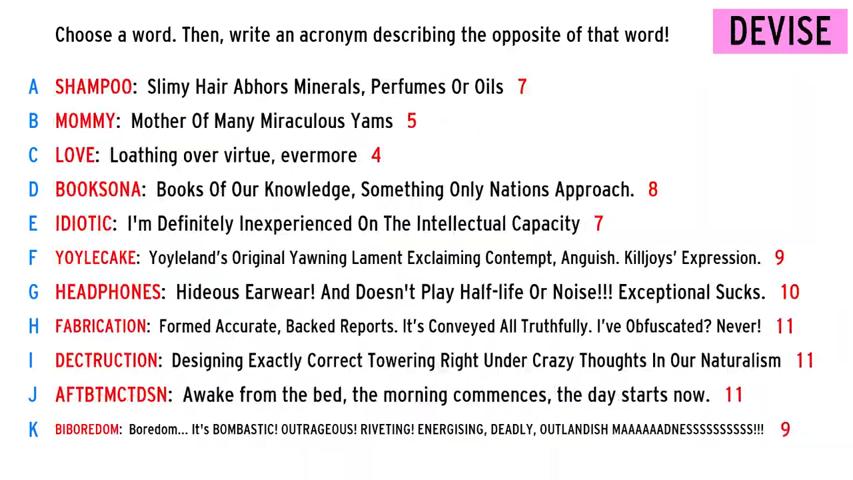 Choose a word. Then, write an acronym describing the opposite of that word!
DEVISE
A SHAMPOO: Slimy Hair Abhors Minerals, Perfumes Or Oils 7
B MOMMY: Mother Of Many Miraculous Yams 5
C LOVE: Loathing over virtue, evermore 4
D BOOKSONA: Books Of Our Knowledge, Something Only Nations Approach. 8
E IDIOTIC: I'm Definitely Inexperienced On The Intellectual Capacity 7
F YOYLECAKE: Yoyleland's Original Yawning Lament Exclaiming Contempt, Anguish. Killjoys' Expression. 9
G HEADPHONES: Hideous Earwear! And Doesn't Play Half-life Or Noise!!! Exceptional Sucks. 10
H FABRICATION: Formed Accurate, Backed Reports. It's Conveyed All Truthfully. I've Obfuscated? Never! 11
I DECTRUCTION: Designing Exactly Correct Towering Right Under Crazy Thoughts In Our Naturalism 11
J AFTBTMCTDSN: Awake from the bed, the morning commences, the day starts now. 11
K BIBOREDOM: Boredom... It's BOMBASTIC! OUTRAGEOUS! RIVETING! ENERGISING, DEADLY, OUTLANDISH MAAAAAADNESSSSSSSSSS!!! 9